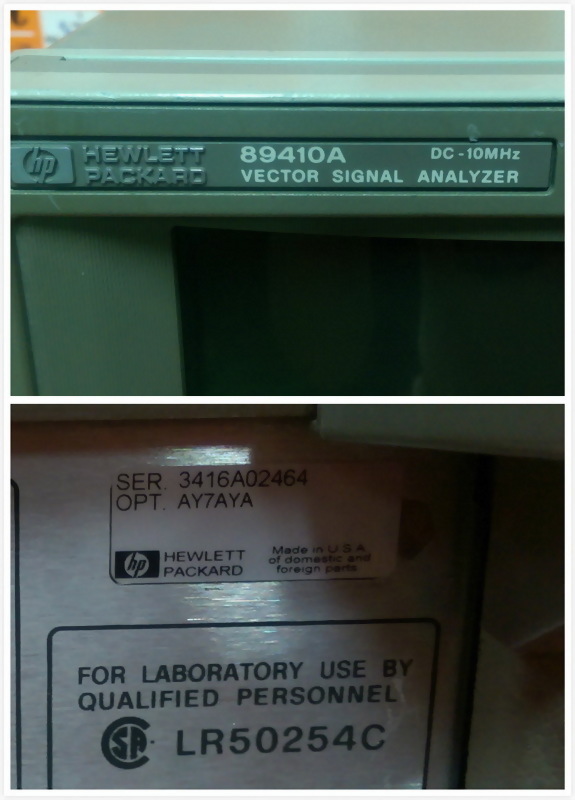 hp HEWLETT PACKARD 89410A DC-10MHz
VECTOR SIGNAL ANALYZER
SER. 3416A02464
OPT. AY7AYA
hp HEWLETT PACKARD
Made in U S A
of domestic and
foreign parts
FOR LABORATORY USE BY
QUALIFIED PERSONNEL
SA LR50254C